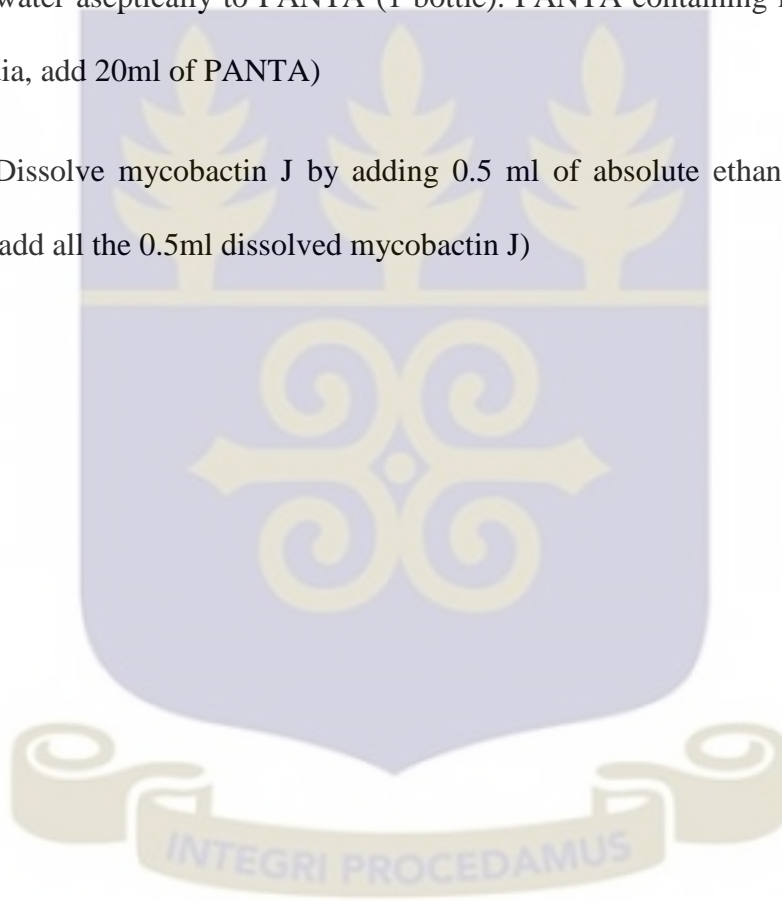 water aseptically to PANTA (1 bottle). PANTA containing
dia, add 20ml of PANTA)
Dissolve mycobactin J by adding 0.5 ml of absolute ethan
add all the 0.5ml dissolved mycobactin J)
INTEGRI PROCEDAMUS